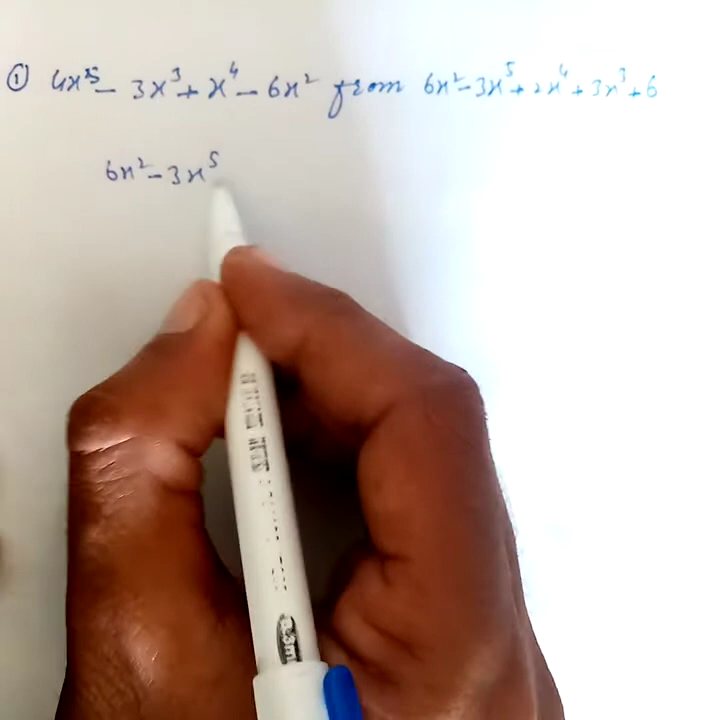 ① 4x⁵ - 3x³ + x⁴ - 6x² from 6x² - 3x⁵ + 2x⁴ + 3x³ + 6
6x² - 3x⁵